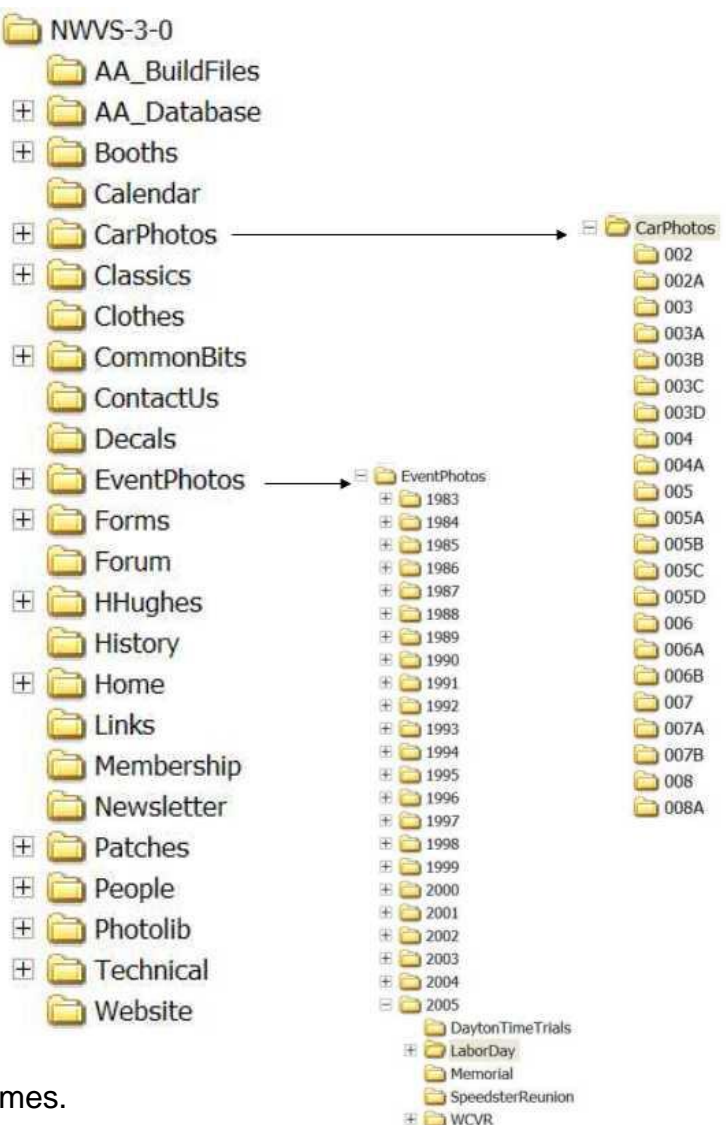 NWVS-3-0
AA_BuildFiles
AA_Database
Booths
Calendar
CarPhotos
Classics
Clothes
CommonBits
ContactUs
Decals
EventPhotos
Forms
Forum
HHughes
History
Home
Links
Membership
Newsletter
Patches
People
Photolib
Technical
Website
EventPhotos
1983
1984
1985
1986
1987
1988
1989
1990
1991
1992
1993
1994
1995
1996
1997
1998
1999
2000
2001
2002
2003
2004
2005
DaytonTimeTrials
LaborDay
Memorial
SpeedsterReunion
WCVR
CarPhotos
002
002A
003
003A
003B
003C
003D
004
004A
005
005A
005B
005C
005D
006
006A
006B
007
007A
007B
008
008A
mes.